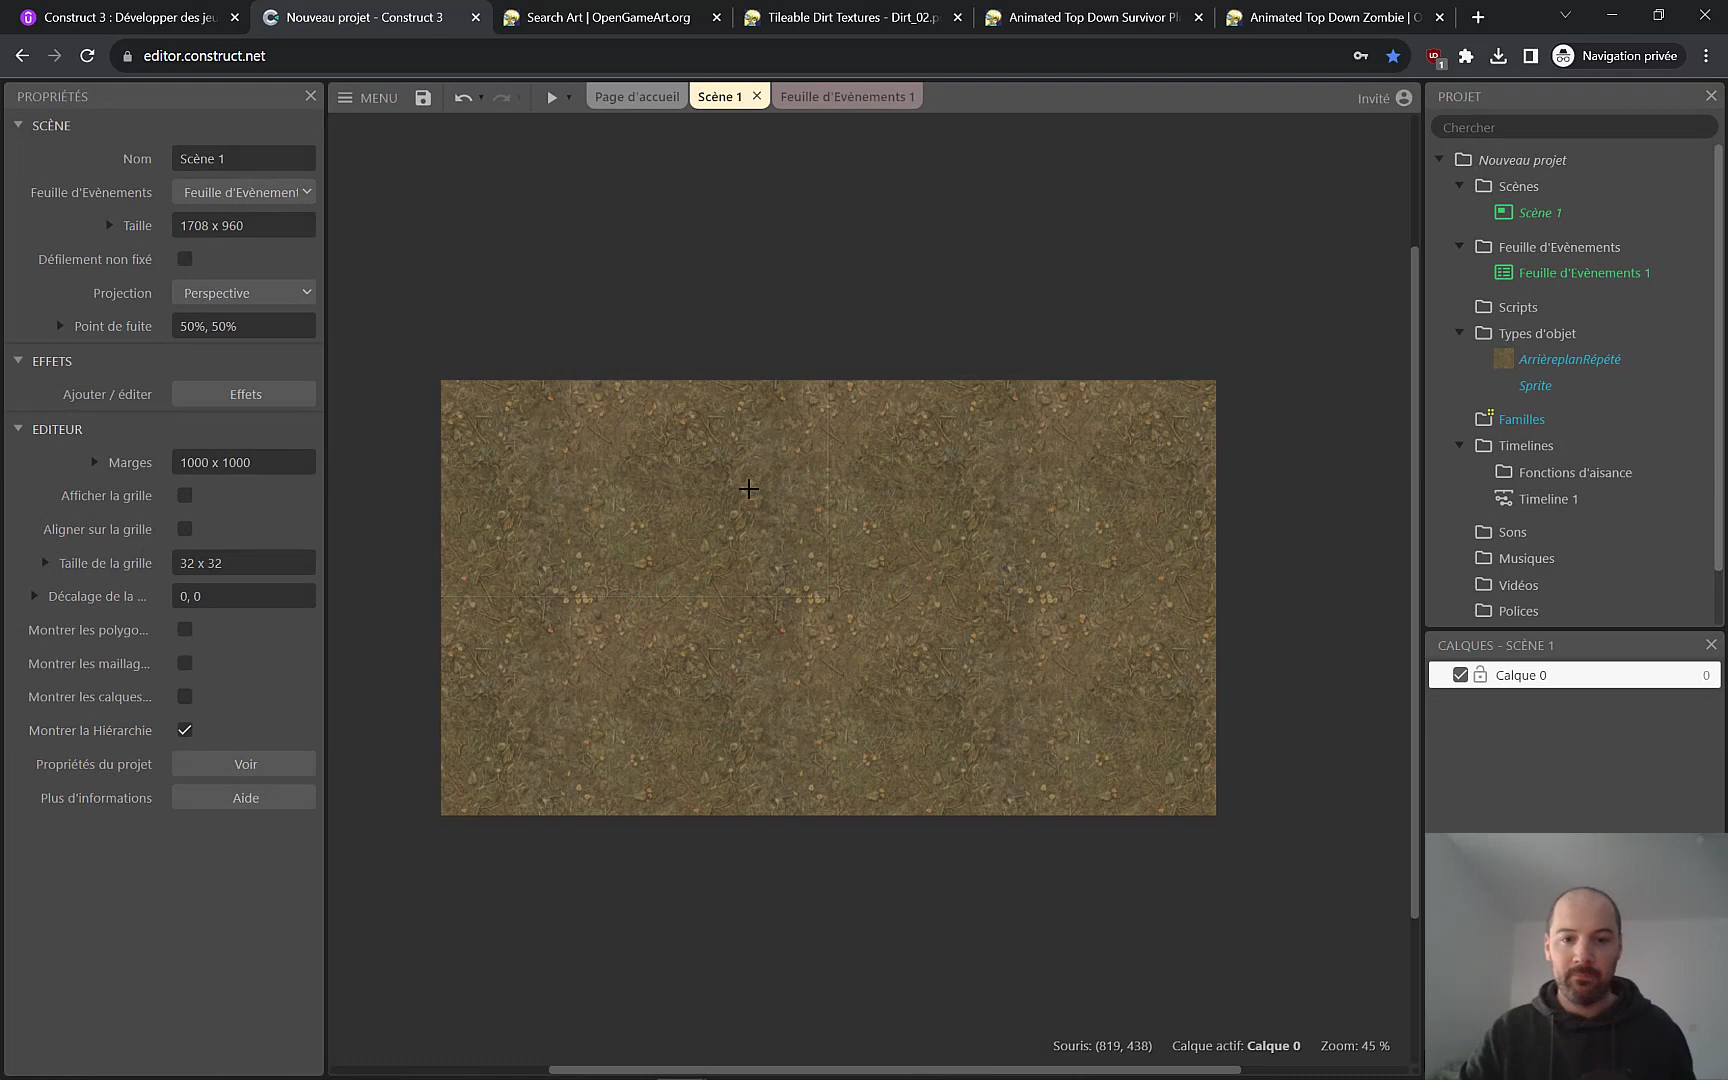 Construct 3 : Développer des jeu
Nouveau projet - Construct 3
Search Art | OpenGameArt.org
Tileable Dirt Textures - Dirt_02.p
Animated Top Down Survivor Pl
Animated Top Down Zombie | O
editor.construct.net
1
Navigation privée
PROPRIÉTÉS
MENU
Page d'accueil
Scène 1
Feuille d'Evènements 1
Invité
PROJET
SCÈNE
Nom
Scène 1
Feuille d'Evènements
Feuille d'Evènement
Taille
1708 x 960
Défilement non fixé
Projection
Perspective
Point de fuite
50%, 50%
EFFETS
Ajouter / éditer
Effets
EDITEUR
Marges
1000 x 1000
Afficher la grille
Aligner sur la grille
Taille de la grille
32 x 32
Décalage de la ...
0, 0
Montrer les polygo...
Montrer les maillag...
Montrer les calques...
Montrer la Hiérarchie
Propriétés du projet
Voir
Plus d'informations
Aide
Souris: (819, 438)
Calque actif: Calque 0
Zoom: 45 %
Chercher
Nouveau projet
Scènes
Scène 1
Feuille d'Evènements
Feuille d'Evènements 1
Scripts
Types d'objet
ArrièreplanRépété
Sprite
Familles
Timelines
Fonctions d'aisance
Timeline 1
Sons
Musiques
Vidéos
Polices
CALQUES - SCÈNE 1
Calque 0
0